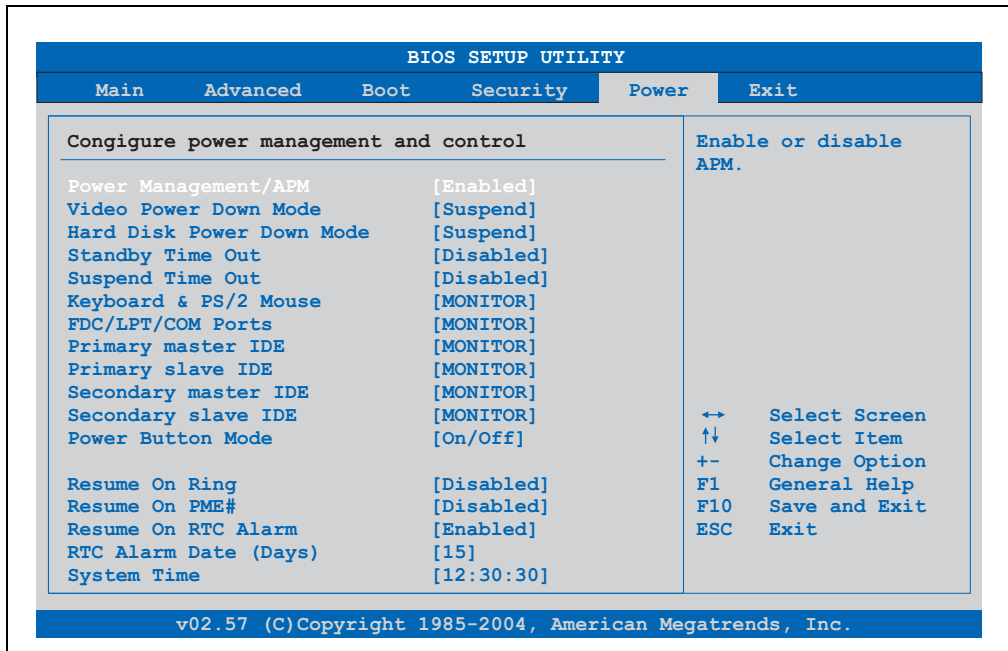 BIOS SETUP UTILITY
Main Advanced Boot Security Power Exit
Congigure power management and control
Power Management/APM [Enabled]
Video Power Down Mode [Suspend]
Hard Disk Power Down Mode [Suspend]
Standby Time Out [Disabled]
Suspend Time Out [Disabled]
Keyboard & PS/2 Mouse [MONITOR]
FDC/LPT/COM Ports [MONITOR]
Primary master IDE [MONITOR]
Primary slave IDE [MONITOR]
Secondary master IDE [MONITOR]
Secondary slave IDE [MONITOR]
Power Button Mode [On/Off]
Resume On Ring [Disabled]
Resume On PME# [Disabled]
Resume On RTC Alarm [Enabled]
RTC Alarm Date (Days) [15]
System Time [12:30:30]
Enable or disable
APM.
↔ Select Screen
↑↓ Select Item
+- Change Option
F1 General Help
F10 Save and Exit
ESC Exit
v02.57 (C)Copyright 1985-2004, American Megatrends, Inc.